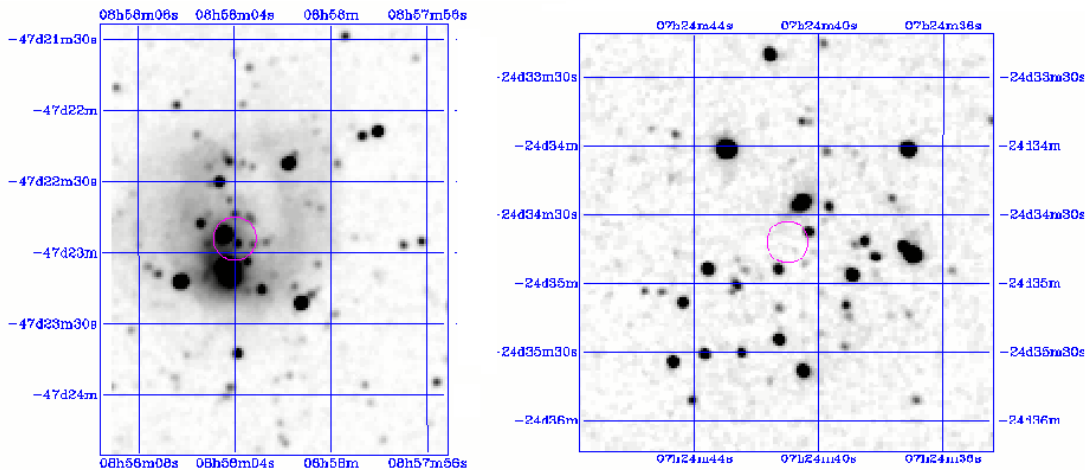 08h58m08s 08h58m04s 08h58m 08h57m56s
-47d21m30s
-47d22m
-47d22m30s
-47d23m
-47d23m30s
-47d24m
08h58m08s 08h58m04s 08h58m 08h57m56s
07h24m44s 07h24m40s 07h24m36s
-24d33m30s -24d33m30s
-24d34m -24d34m
-24d34m30s -24d34m30s
-24d35m -24d35m
-24d35m30s -24d35m30s
-24d36m -24d36m
07h24m44s 07h24m40s 07h24m36s